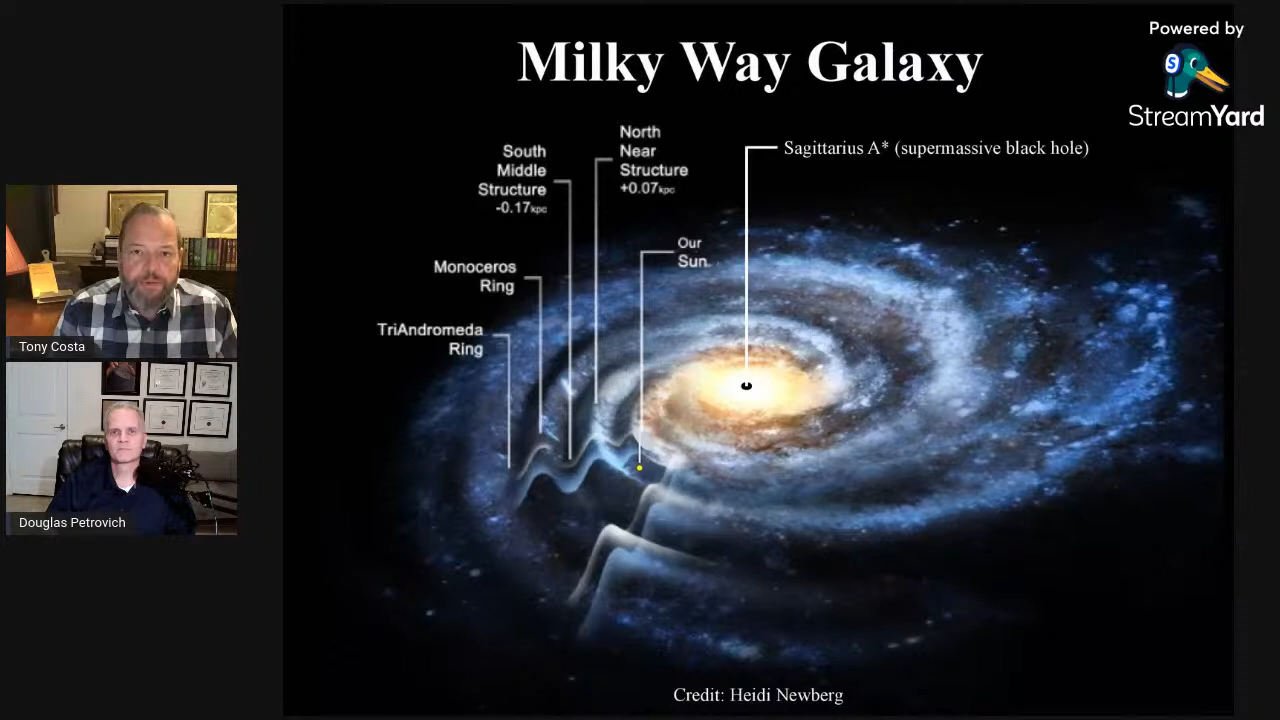 Milky Way Galaxy
Powered by
S
StreamYard
North
Near
Structure
+0.07kpc
South
Middle
Structure
-0.17kpc
Sagittarius A* (supermassive black hole)
Our
Sun
Monoceros
Ring
TriAndromeda
Ring
Tony Costa
Douglas Petrovich
Credit: Heidi Newberg